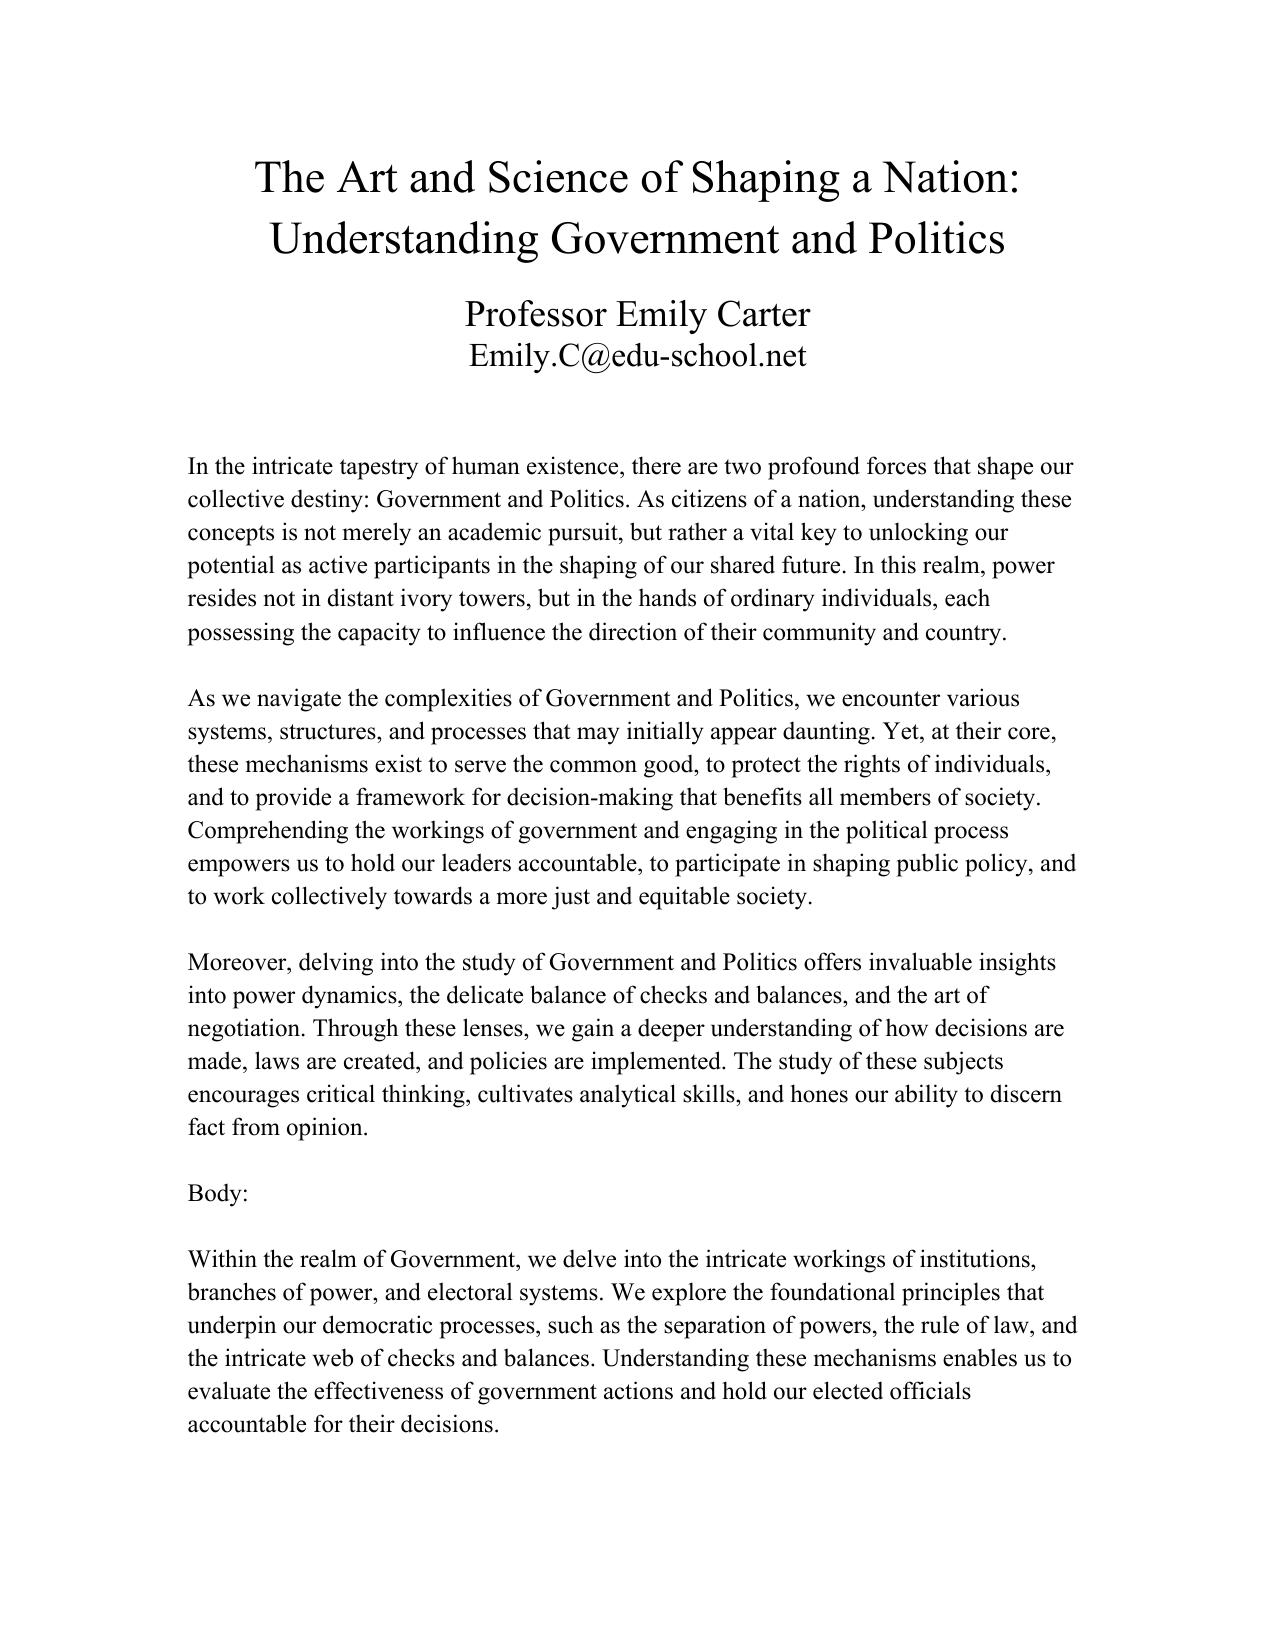 The Art and Science of Shaping a Nation:
Understanding Government and Politics
Professor Emily Carter
Emily.C@edu-school.net
In the intricate tapestry of human existence, there are two profound forces that shape our
collective destiny: Government and Politics. As citizens of a nation, understanding these
concepts is not merely an academic pursuit, but rather a vital key to unlocking our
potential as active participants in the shaping of our shared future. In this realm, power
resides not in distant ivory towers, but in the hands of ordinary individuals, each
possessing the capacity to influence the direction of their community and country.
As we navigate the complexities of Government and Politics, we encounter various
systems, structures, and processes that may initially appear daunting. Yet, at their core,
these mechanisms exist to serve the common good, to protect the rights of individuals,
and to provide a framework for decision-making that benefits all members of society.
Comprehending the workings of government and engaging in the political process
empowers us to hold our leaders accountable, to participate in shaping public policy, and
to work collectively towards a more just and equitable society.
Moreover, delving into the study of Government and Politics offers invaluable insights
into power dynamics, the delicate balance of checks and balances, and the art of
negotiation. Through these lenses, we gain a deeper understanding of how decisions are
made, laws are created, and policies are implemented. The study of these subjects
encourages critical thinking, cultivates analytical skills, and hones our ability to discern
fact from opinion.
Body:
Within the realm of Government, we delve into the intricate workings of institutions,
branches of power, and electoral systems. We explore the foundational principles that
underpin our democratic processes, such as the separation of powers, the rule of law, and
the intricate web of checks and balances. Understanding these mechanisms enables us to
evaluate the effectiveness of government actions and hold our elected officials
accountable for their decisions.